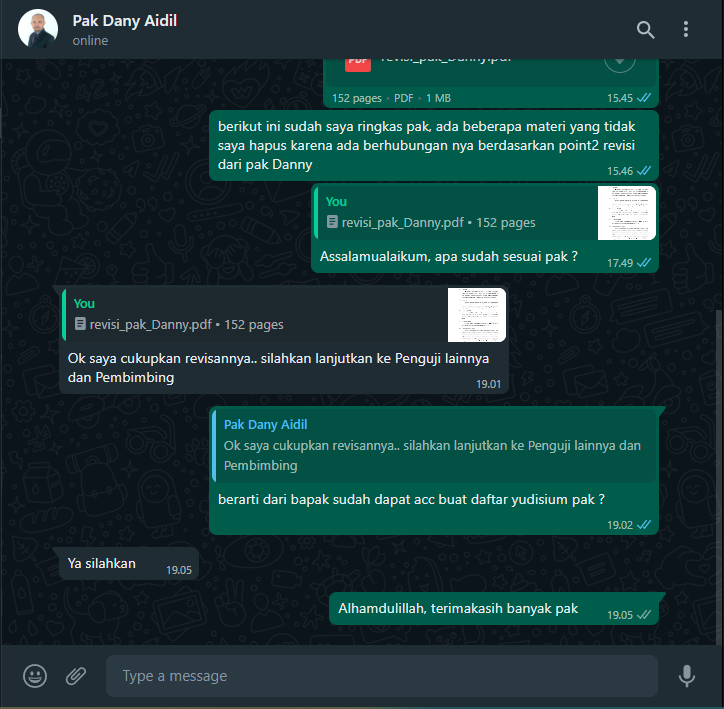 Pak Dany Aidil
online
PDF revisi_pak_Danny.pdf
152 pages • PDF • 1 MB 15.45
berikut ini sudah saya ringkas pak, ada beberapa materi yang tidak
saya hapus karena ada berhubungan nya berdasarkan point2 revisi
dari pak Danny
15.46
You
revisi_pak_Danny.pdf • 152 pages
Assalamualaikum, apa sudah sesuai pak ?
17.49
You
revisi_pak_Danny.pdf • 152 pages
Ok saya cukupkan revisannya.. silahkan lanjutkan ke Penguji lainnya
dan Pembimbing
19.01
Pak Dany Aidil
Ok saya cukupkan revisannya.. silahkan lanjutkan ke Penguji lainnya dan
Pembimbing
berarti dari bapak sudah dapat acc buat daftar yudisium pak ?
19.02
Ya silahkan
19.05
Alhamdulillah, terimakasih banyak pak
19.05
Type a message